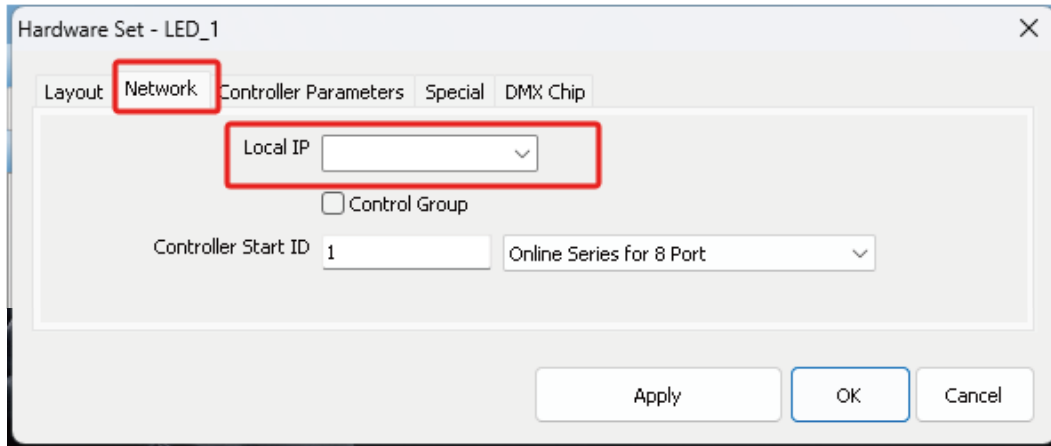 Hardware Set - LED_1
Layout Network Controller Parameters Special DMX Chip
Local IP
Control Group
Controller Start ID 1 Online Series for 8 Port
Apply OK Cancel